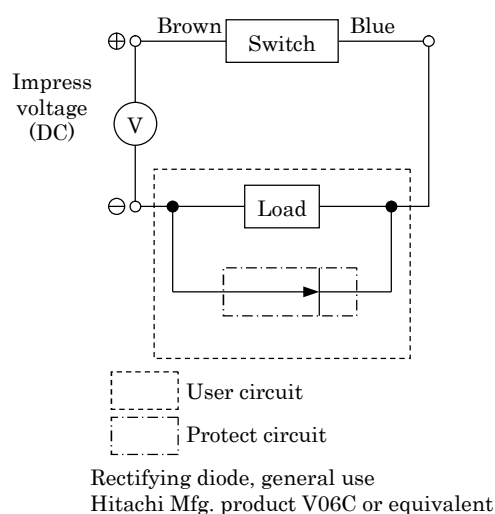 ⊕
Brown
Switch
Blue
Impress
voltage
(DC)
V
⊖
Load
User circuit
Protect circuit
Rectifying diode, general use
Hitachi Mfg. product V06C or equivalent